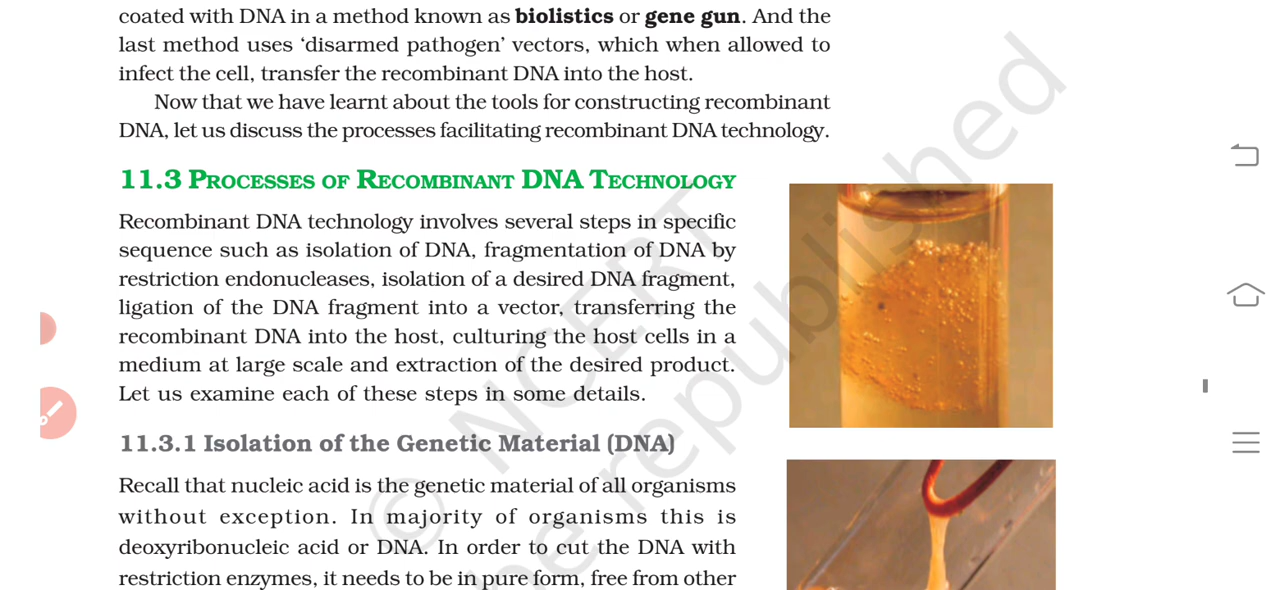 coated with DNA in a method known as biolistics or gene gun. And the
last method uses ‘disarmed pathogen’ vectors, which when allowed to
infect the cell, transfer the recombinant DNA into the host.
Now that we have learnt about the tools for constructing recombinant
DNA, let us discuss the processes facilitating recombinant DNA technology.
11.3 PROCESSES OF RECOMBINANT DNA TECHNOLOGY
Recombinant DNA technology involves several steps in specific
sequence such as isolation of DNA, fragmentation of DNA by
restriction endonucleases, isolation of a desired DNA fragment,
ligation of the DNA fragment into a vector, transferring the
recombinant DNA into the host, culturing the host cells in a
medium at large scale and extraction of the desired product.
Let us examine each of these steps in some details.
11.3.1 Isolation of the Genetic Material (DNA)
Recall that nucleic acid is the genetic material of all organisms
without exception. In majority of organisms this is
deoxyribonucleic acid or DNA. In order to cut the DNA with
restriction enzymes, it needs to be in pure form, free from other
© NCERT
be republished